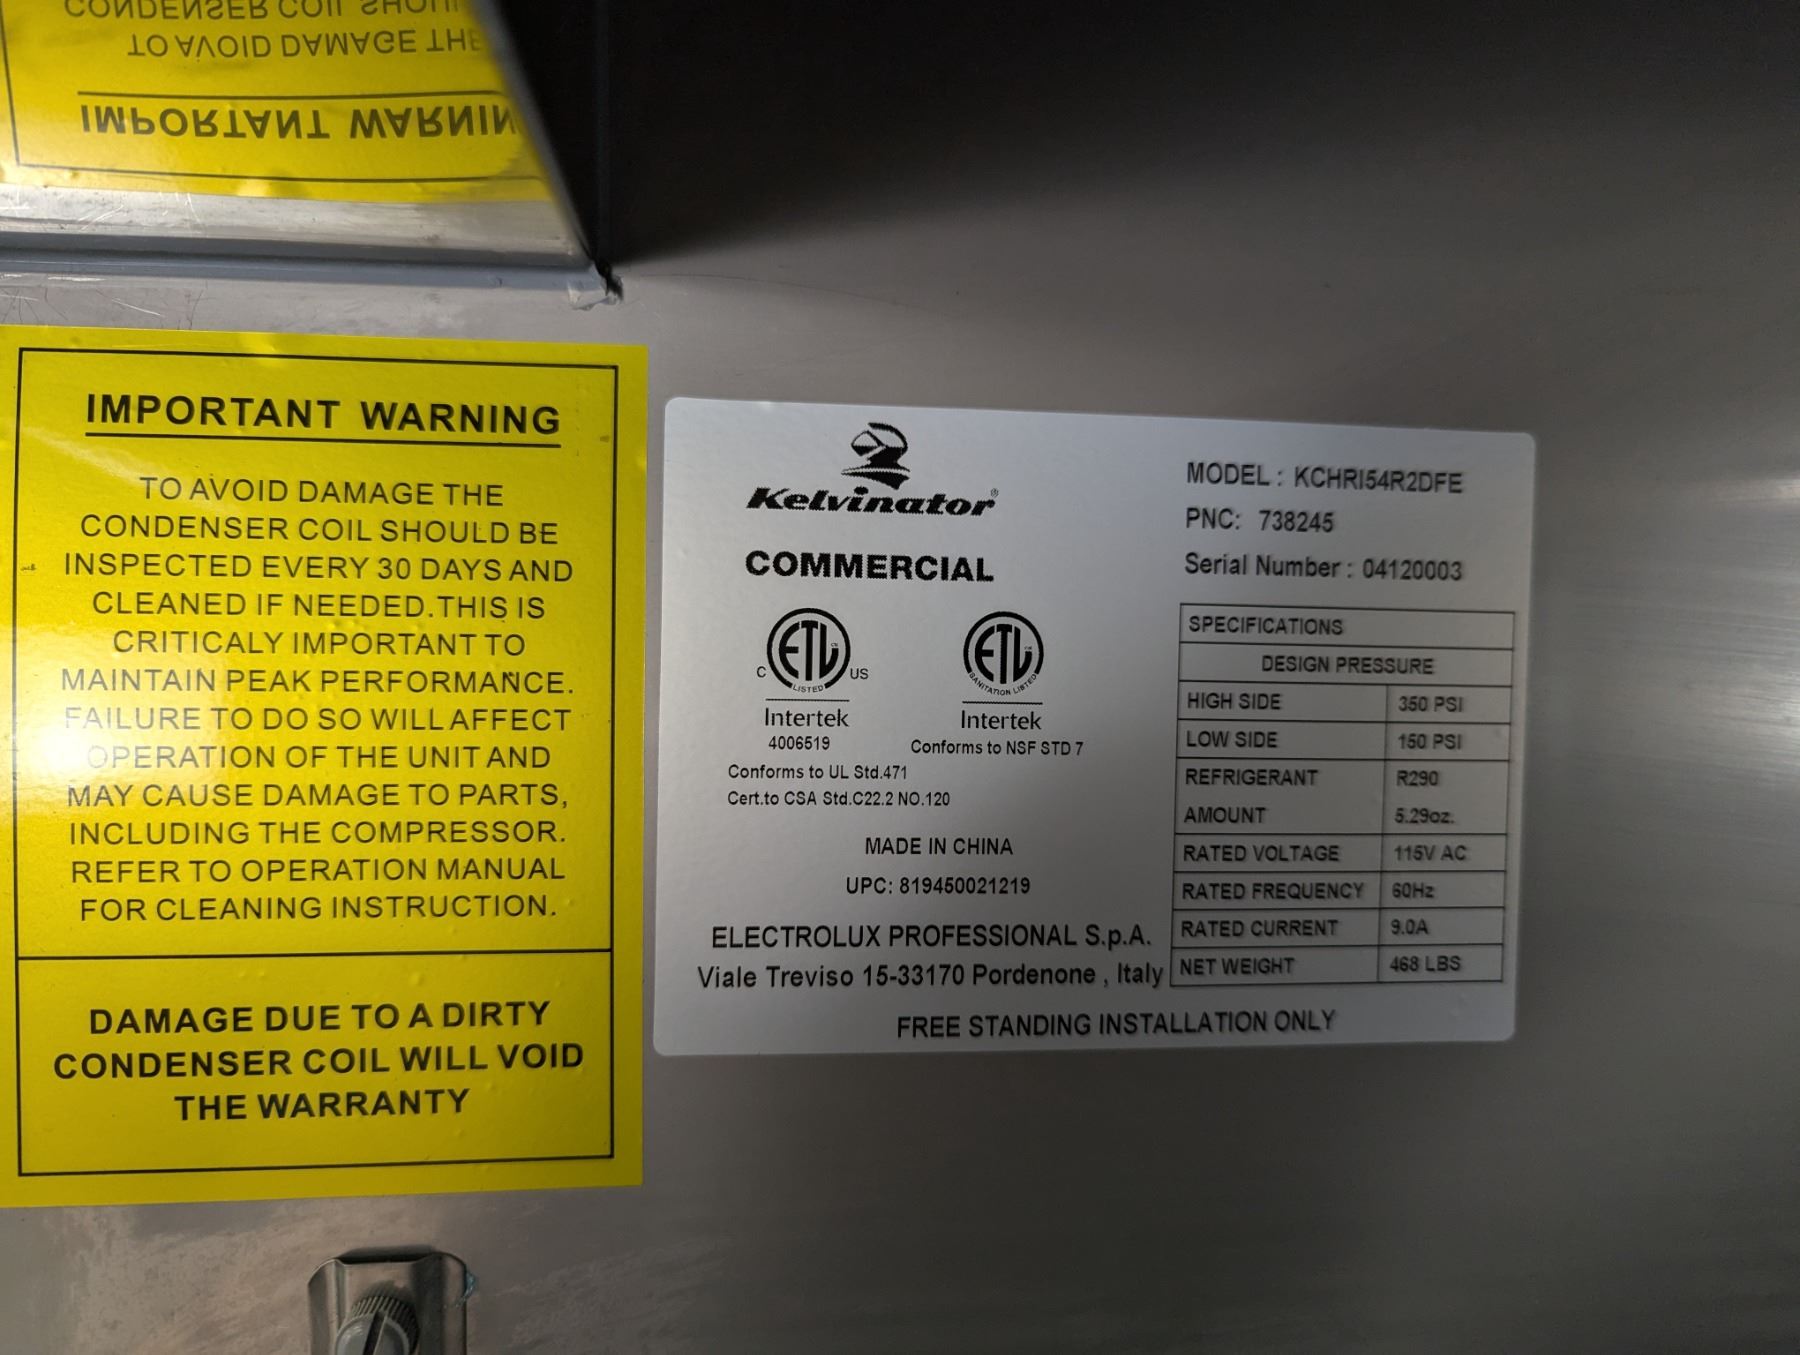 CONDENSER COIL SHOUL
TO AVOID DAMAGE THE
IMPORTANT WARNIN
IMPORTANT WARNING
TO AVOID DAMAGE THE
CONDENSER COIL SHOULD BE
INSPECTED EVERY 30 DAYS AND
CLEANED IF NEEDED.THIS IS
CRITICALY IMPORTANT TO
MAINTAIN PEAK PERFORMANCE.
FAILURE TO DO SO WILL AFFECT
OPERATION OF THE UNIT AND
MAY CAUSE DAMAGE TO PARTS,
INCLUDING THE COMPRESSOR.
REFER TO OPERATION MANUAL
FOR CLEANING INSTRUCTION.
DAMAGE DUE TO A DIRTY
CONDENSER COIL WILL VOID
THE WARRANTY
Kelvinator®
COMMERCIAL
C ETL US
LISTED
Intertek
4006519
ETL
SANITATION LISTED
Intertek
Conforms to NSF STD 7
Conforms to UL Std.471
Cert.to CSA Std.C22.2 NO.120
MADE IN CHINA
UPC: 819450021219
ELECTROLUX PROFESSIONAL S.p.A.
Viale Treviso 15-33170 Pordenone , Italy
MODEL : KCHRI54R2DFE
PNC: 738245
Serial Number : 04120003
SPECIFICATIONS
DESIGN PRESSURE
HIGH SIDE 350 PSI
LOW SIDE 150 PSI
REFRIGERANT R290
AMOUNT 5.29oz.
RATED VOLTAGE 115V AC
RATED FREQUENCY 60Hz
RATED CURRENT 9.0A
NET WEIGHT 468 LBS
FREE STANDING INSTALLATION ONLY